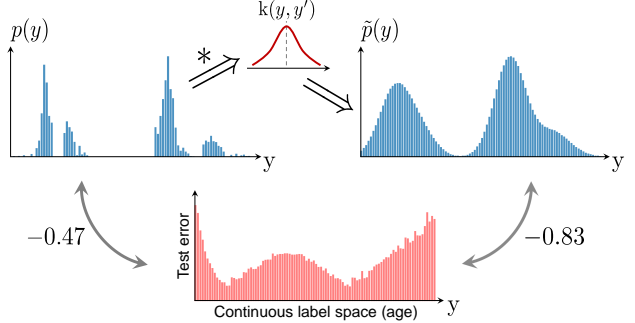 p(y)
*
k(y, y′)
p̃(y)
y
y
−0.47
Test error
−0.83
y
Continuous label space (age)